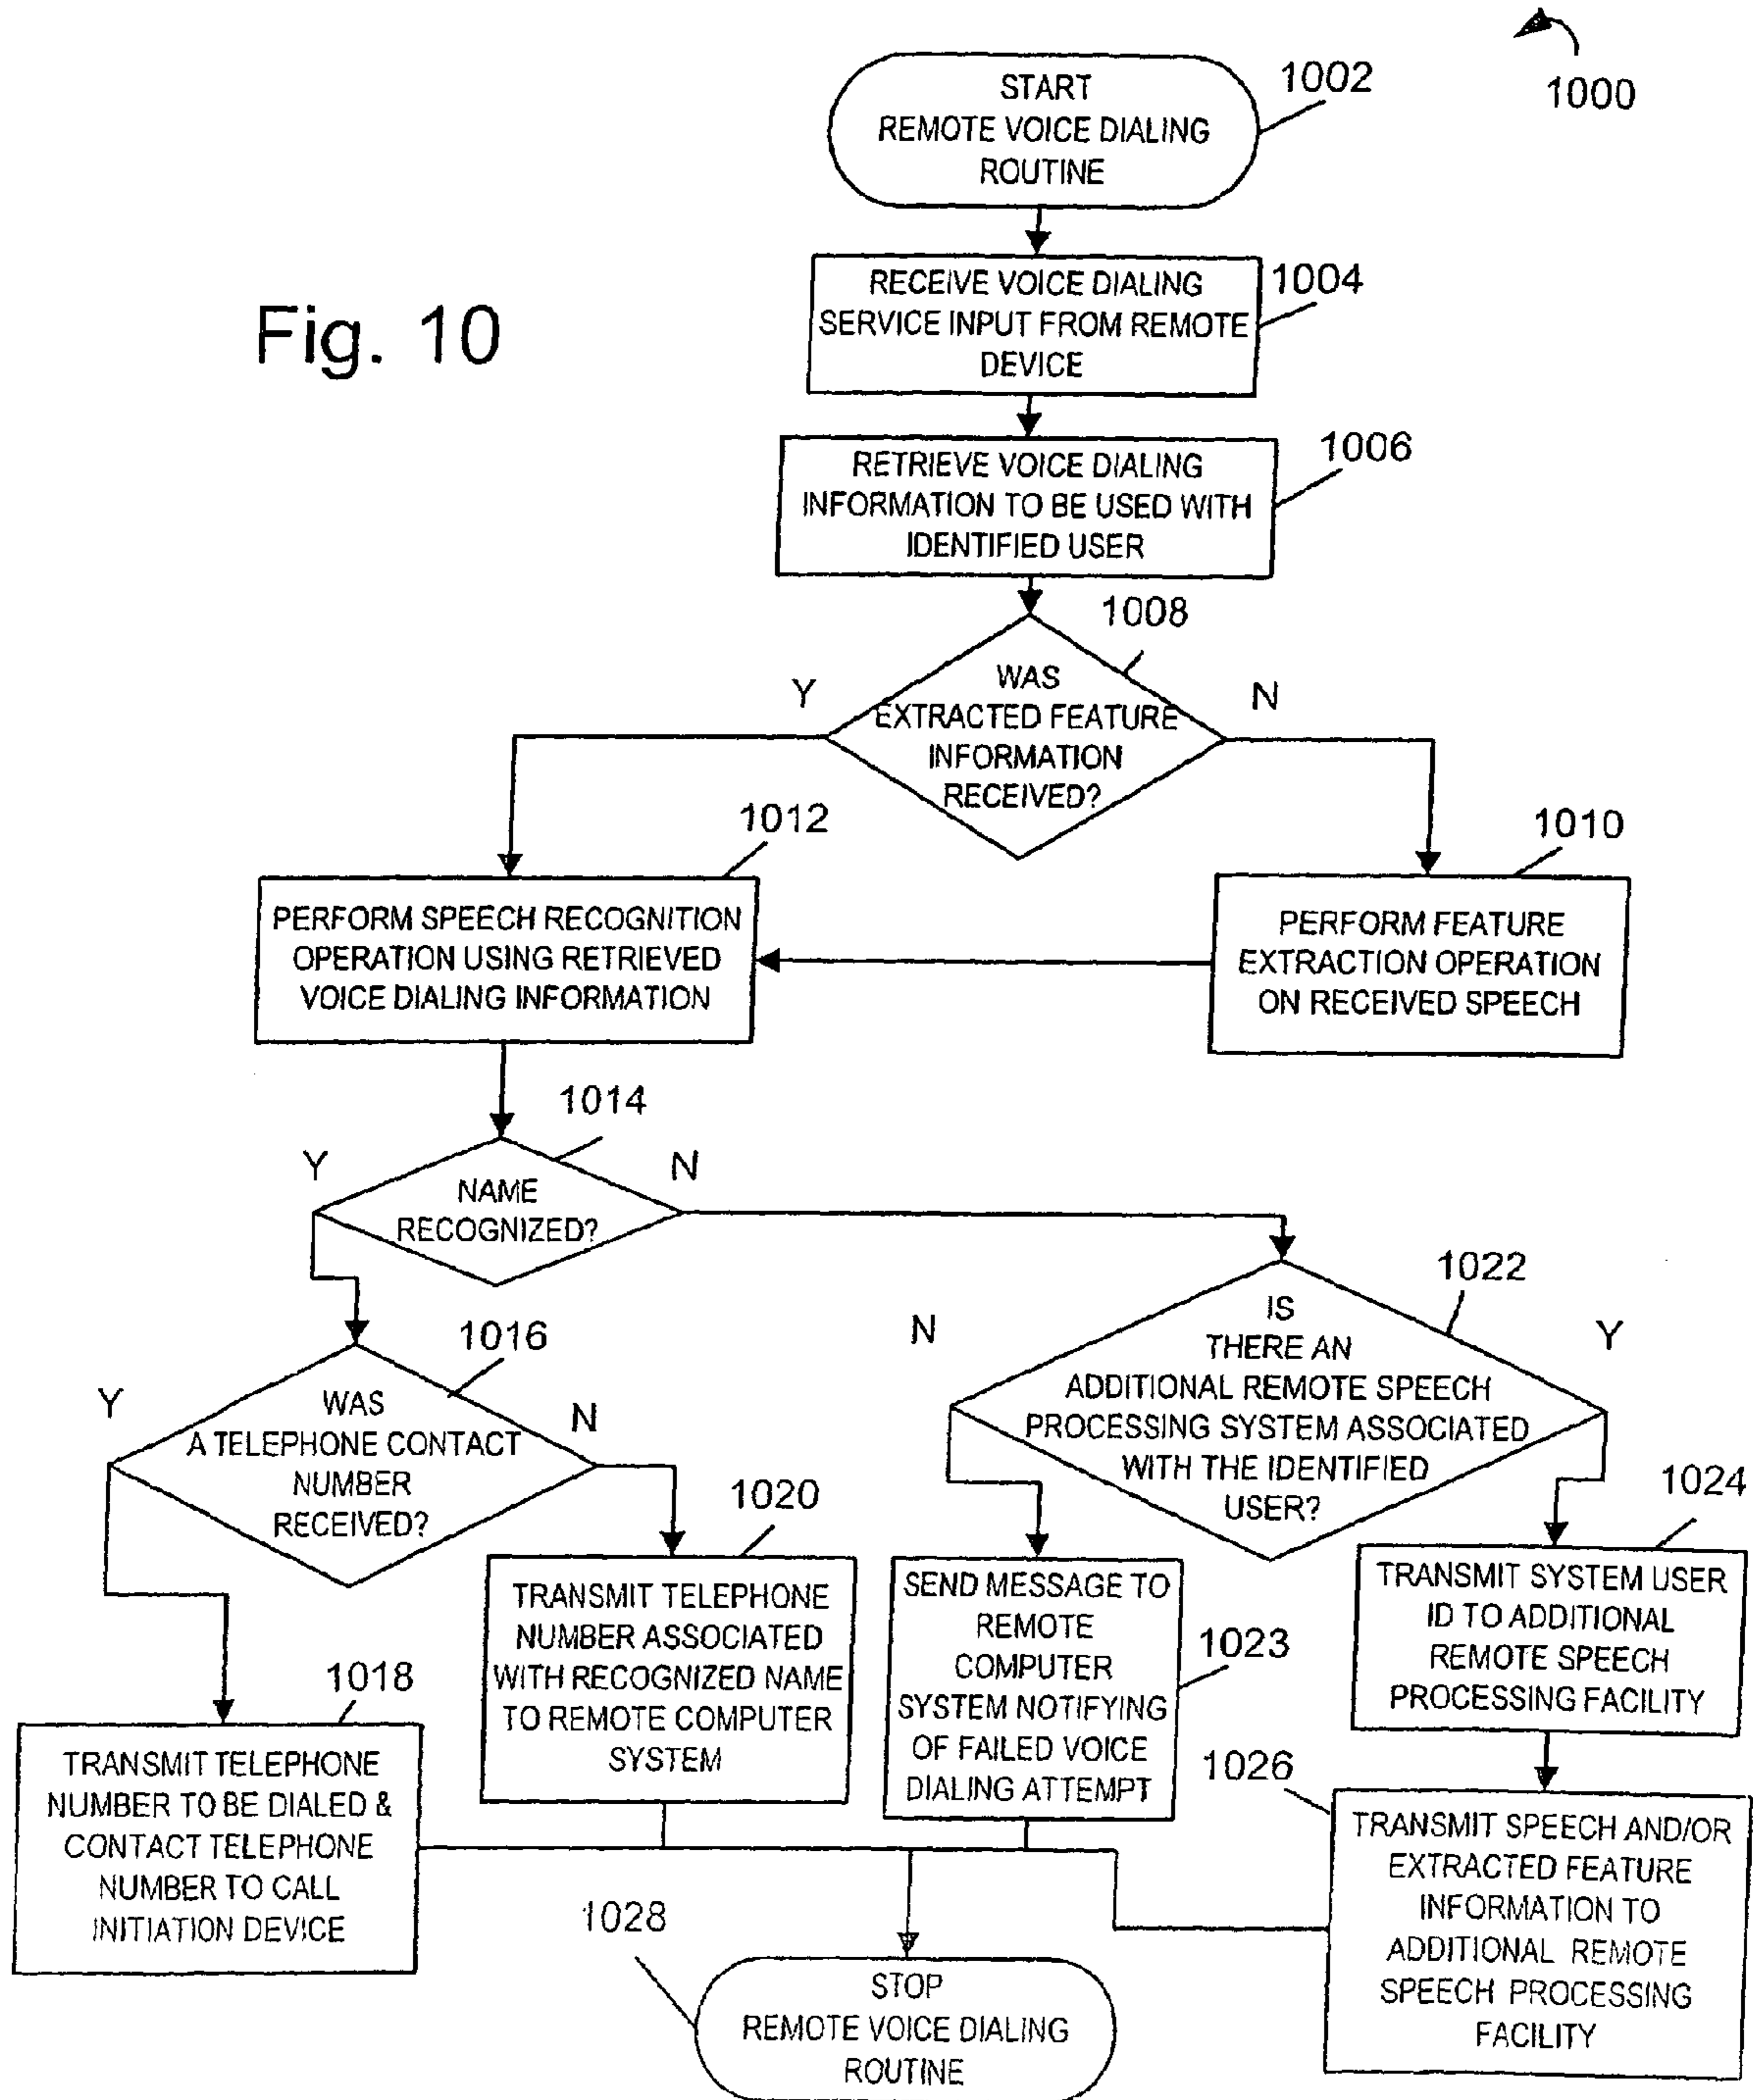 1000
START
REMOTE VOICE DIALING
ROUTINE
1002
Fig. 10
RECEIVE VOICE DIALING
SERVICE INPUT FROM REMOTE
DEVICE
1004
RETRIEVE VOICE DIALING
INFORMATION TO BE USED WITH
IDENTIFIED USER
1006
1008
Y
WAS
EXTRACTED FEATURE
INFORMATION
RECEIVED?
N
1012
PERFORM SPEECH RECOGNITION
OPERATION USING RETRIEVED
VOICE DIALING INFORMATION
1010
PERFORM FEATURE
EXTRACTION OPERATION
ON RECEIVED SPEECH
1014
Y
NAME
RECOGNIZED?
N
1016
Y
WAS
A TELEPHONE CONTACT
NUMBER
RECEIVED?
N
1022
N
IS
THERE AN
ADDITIONAL REMOTE SPEECH
PROCESSING SYSTEM ASSOCIATED
WITH THE IDENTIFIED
USER?
Y
1018
TRANSMIT TELEPHONE
NUMBER TO BE DIALED &
CONTACT TELEPHONE
NUMBER TO CALL
INITIATION DEVICE
1020
TRANSMIT TELEPHONE
NUMBER ASSOCIATED
WITH RECOGNIZED NAME
TO REMOTE COMPUTER
SYSTEM
SEND MESSAGE TO
REMOTE
COMPUTER
SYSTEM NOTIFYING
OF FAILED VOICE
DIALING ATTEMPT
1023
1024
TRANSMIT SYSTEM USER
ID TO ADDITIONAL
REMOTE SPEECH
PROCESSING FACILITY
1026
TRANSMIT SPEECH AND/OR
EXTRACTED FEATURE
INFORMATION TO
ADDITIONAL REMOTE
SPEECH PROCESSING
FACILITY
1028
STOP
REMOTE VOICE DIALING
ROUTINE